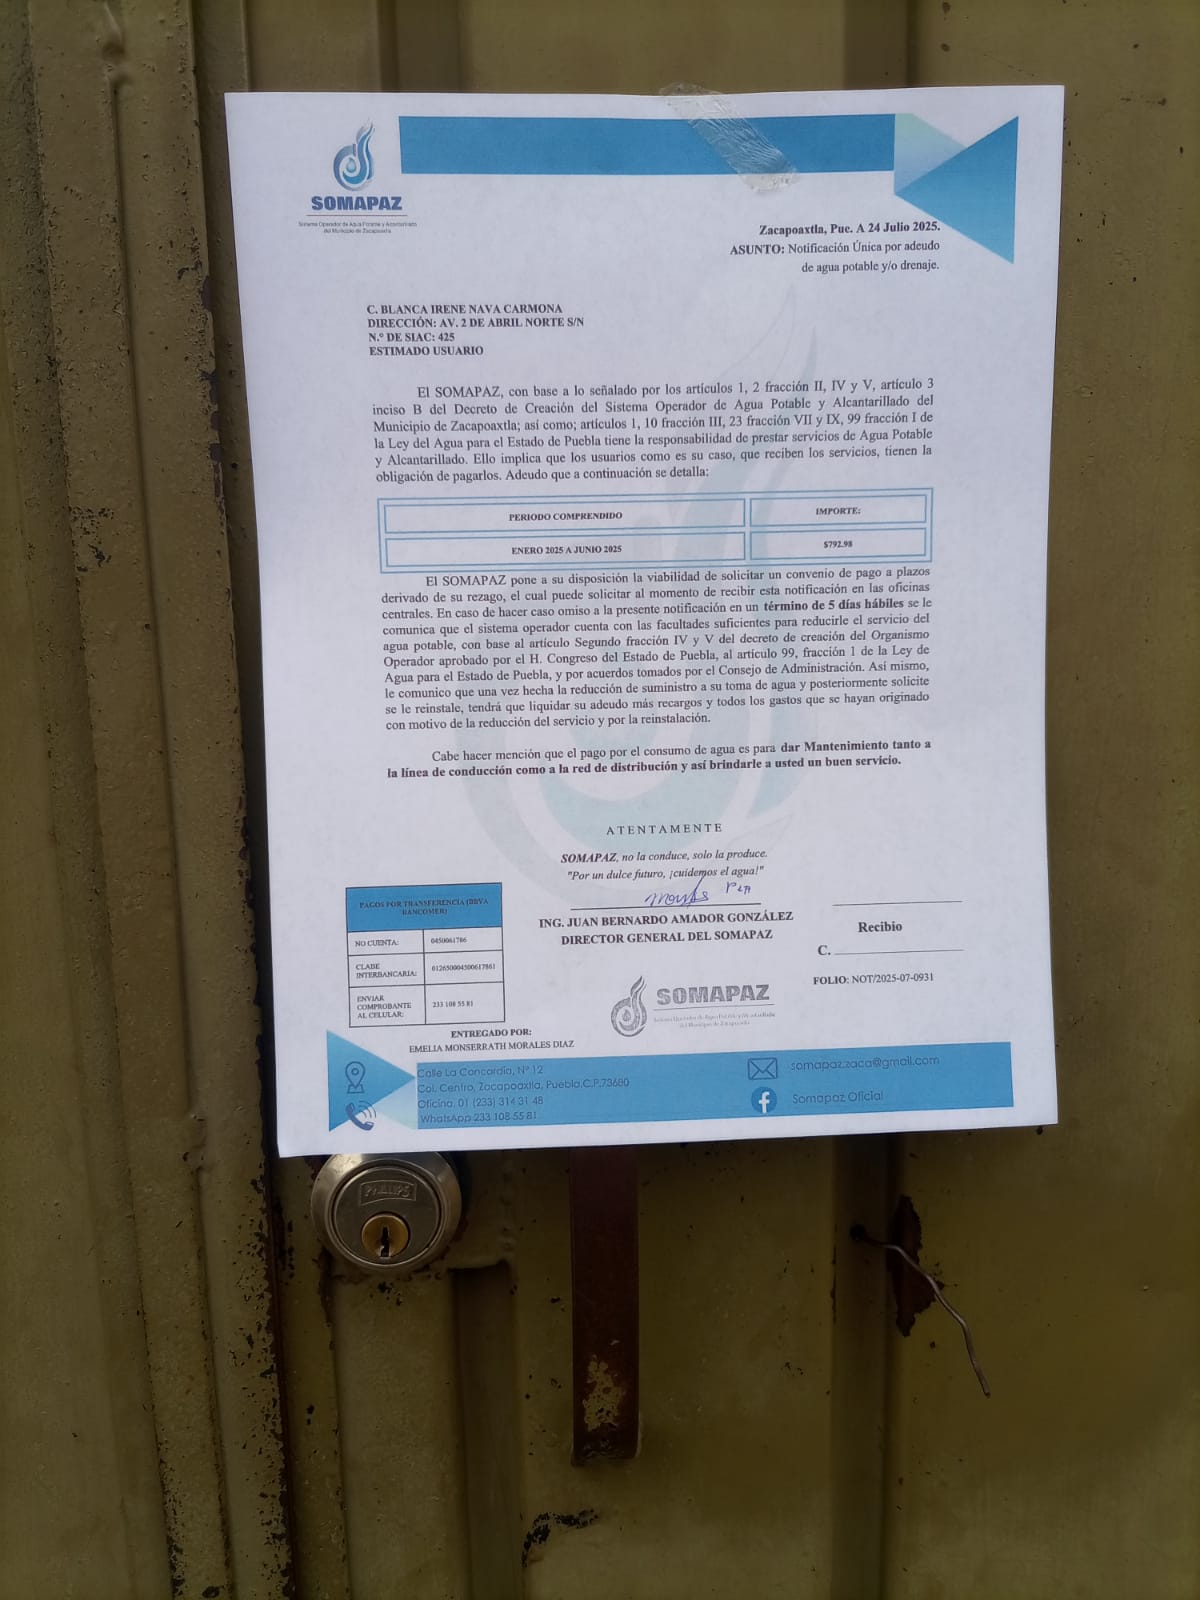 SOMAPAZ
Sistema Operador de Agua Potable y Alcantarillado
del Municipio de Zacapoaxtla
Zacapoaxtla, Pue. A 24 Julio 2025.
ASUNTO: Notificación Única por adeudo
de agua potable y/o drenaje.
C. BLANCA IRENE NAVA CARMONA
DIRECCIÓN: AV. 2 DE ABRIL NORTE S/N
N.° DE SIAC: 425
ESTIMADO USUARIO
El SOMAPAZ, con base a lo señalado por los artículos 1, 2 fracción II, IV y V, artículo 3
inciso B del Decreto de Creación del Sistema Operador de Agua Potable y Alcantarillado del
Municipio de Zacapoaxtla; así como; artículos 1, 10 fracción III, 23 fracción VII y IX, 99 fracción I de
la Ley del Agua para el Estado de Puebla tiene la responsabilidad de prestar servicios de Agua Potable
y Alcantarillado. Ello implica que los usuarios como es su caso, que reciben los servicios, tienen la
obligación de pagarlos. Adeudo que a continuación se detalla:
PERIODO COMPRENDIDO IMPORTE:
ENERO 2025 A JUNIO 2025 $792.98
El SOMAPAZ pone a su disposición la viabilidad de solicitar un convenio de pago a plazos
derivado de su rezago, el cual puede solicitar al momento de recibir esta notificación en las oficinas
centrales. En caso de hacer caso omiso a la presente notificación en un término de 5 días hábiles se le
comunica que el sistema operador cuenta con las facultades suficientes para reducirle el servicio del
agua potable, con base al artículo Segundo fracción IV y V del decreto de creación del Organismo
Operador aprobado por el H. Congreso del Estado de Puebla, al artículo 99, fracción 1 de la Ley de
Agua para el Estado de Puebla, y por acuerdos tomados por el Consejo de Administración. Así mismo,
le comunico que una vez hecha la reducción de suministro a su toma de agua y posteriormente solicite
se le reinstale, tendrá que liquidar su adeudo más recargos y todos los gastos que se hayan originado
con motivo de la reducción del servicio y por la reinstalación.
Cabe hacer mención que el pago por el consumo de agua es para dar Mantenimiento tanto a
la línea de conducción como a la red de distribución y así brindarle a usted un buen servicio.
ATENTAMENTE
SOMAPAZ, no la conduce, solo la produce.
"Por un dulce futuro, ¡cuidemos el agua!"
ING. JUAN BERNARDO AMADOR GONZÁLEZ
DIRECTOR GENERAL DEL SOMAPAZ
Recibio
C.
FOLIO: NOT/2025-07-0931
PAGOS POR TRANSFERENCIA (BBVA
BANCOMER)
NO CUENTA: 0450061786
CLABE
INTERBANCARIA: 012650004500617861
ENVIAR
COMPROBANTE
AL CELULAR: 233 108 55 81
SOMAPAZ
Sistema Operador de Agua Potable y Alcantarillado
del Municipio de Zacapoaxtla
ENTREGADO POR:
EMELIA MONSERRATH MORALES DIAZ
Calle La Concordia, N° 12
Col. Centro, Zacapoaxtla, Puebla.C.P.73680
Oficina. 01 (233) 314 31 48
WhatsApp 233 108 55 81
somapaz.zaca@gmail.com
Somapaz Oficial
PHILLIPS